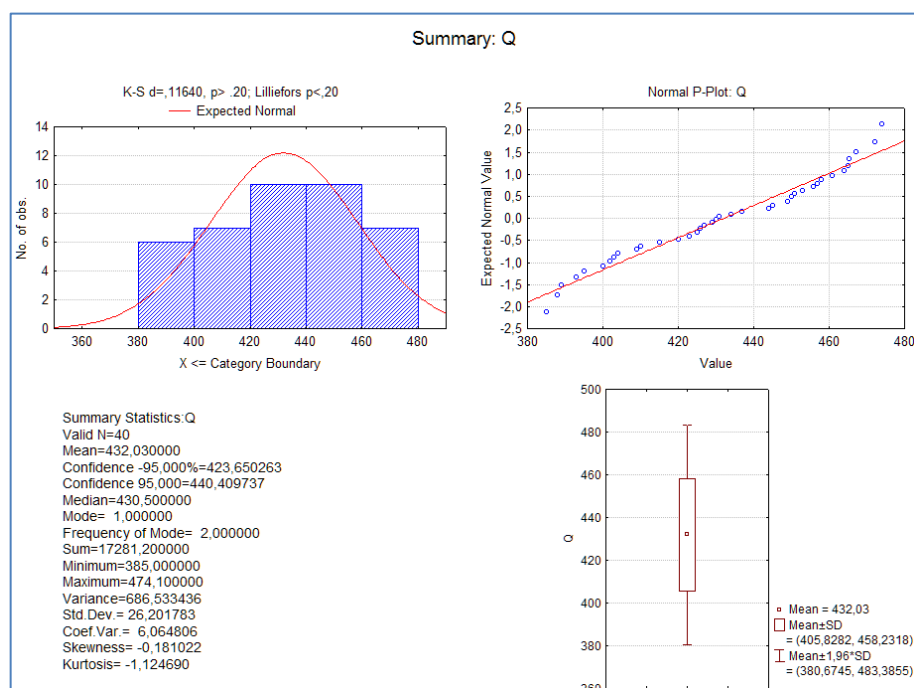 Summary: Q
K-S d=,11640, p> .20; Lilliefors p<,20
Expected Normal
14
12
10
8
6
4
2
0
No. of obs.
360 380 400 420 440 460 480
X <= Category Boundary
Normal P-Plot: Q
2,5
2,0
1,5
1,0
0,5
0,0
-0,5
-1,0
-1,5
-2,0
-2,5
Expected Normal Value
380 400 420 440 460 480
Value
Summary Statistics:Q
Valid N=40
Mean=432,030000
Confidence -95,000%=423,650263
Confidence 95,000=440,409737
Median=430,500000
Mode= 1,000000
Frequency of Mode= 2,000000
Sum=17281,200000
Minimum=385,000000
Maximum=474,100000
Variance=686,533436
Std.Dev.= 26,201783
Coef.Var.= 6,064806
Skewness= -0,181022
Kurtosis= -1,124690
500
480
460
440
420
400
380
360
Q
Mean = 432,03
Mean±SD
= (405,8282, 458,2318)
Mean±1,96*SD
= (380,6745, 483,3855)